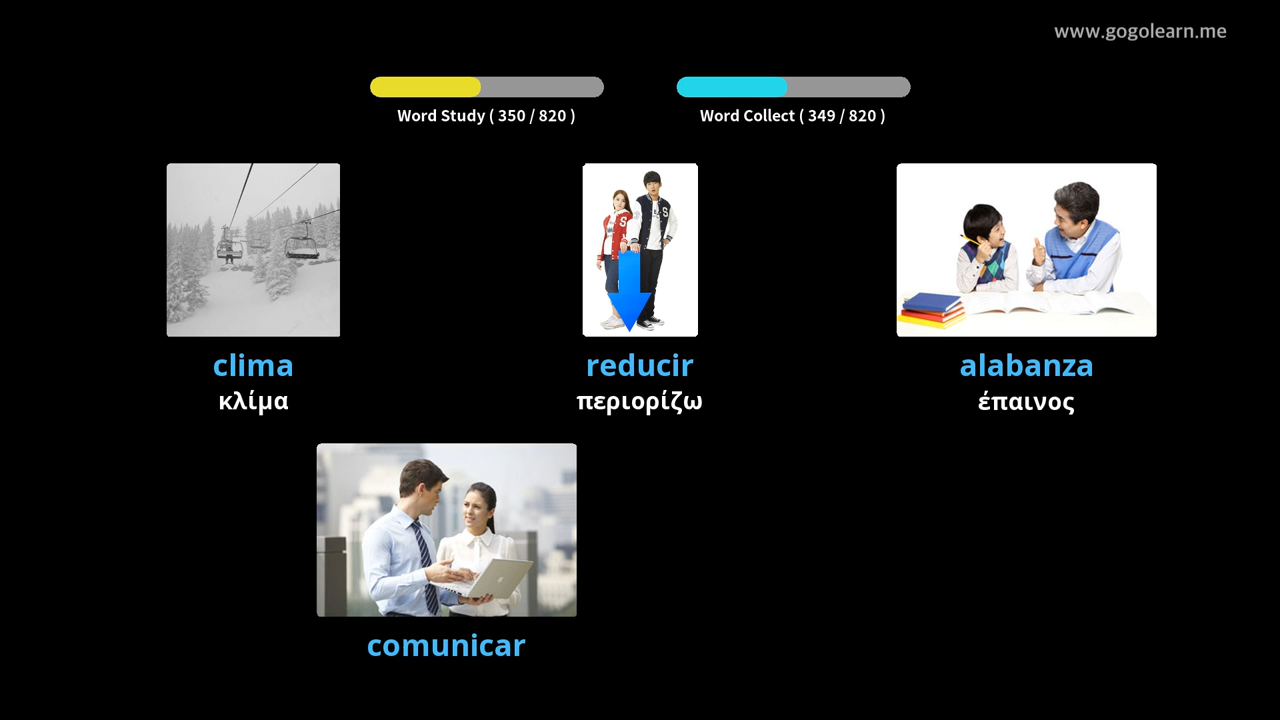 www.gogolearn.me
Word Study ( 350 / 820 )
Word Collect ( 349 / 820 )
clima
κλίμα
reducir
περιορίζω
alabanza
έπαινος
comunicar